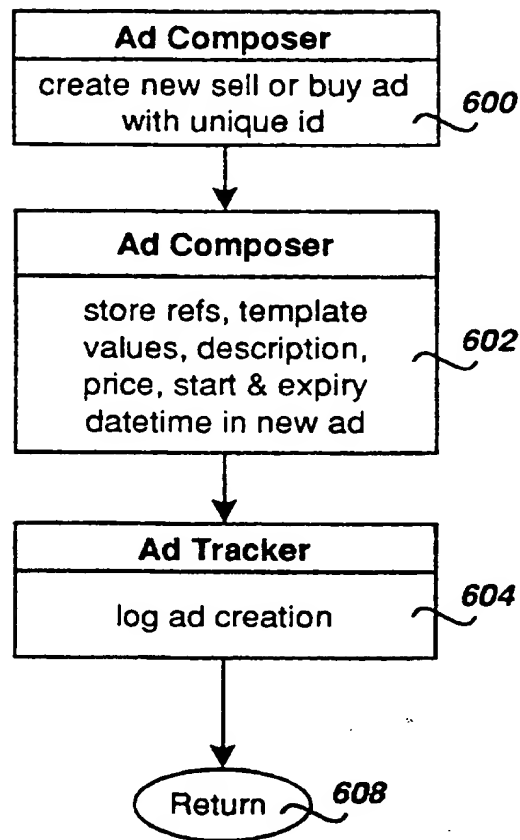 Ad Composer
create new sell or buy ad
with unique id
600
Ad Composer
store refs, template
values, description,
price, start & expiry
datetime in new ad
602
Ad Tracker
log ad creation
604
Return
608